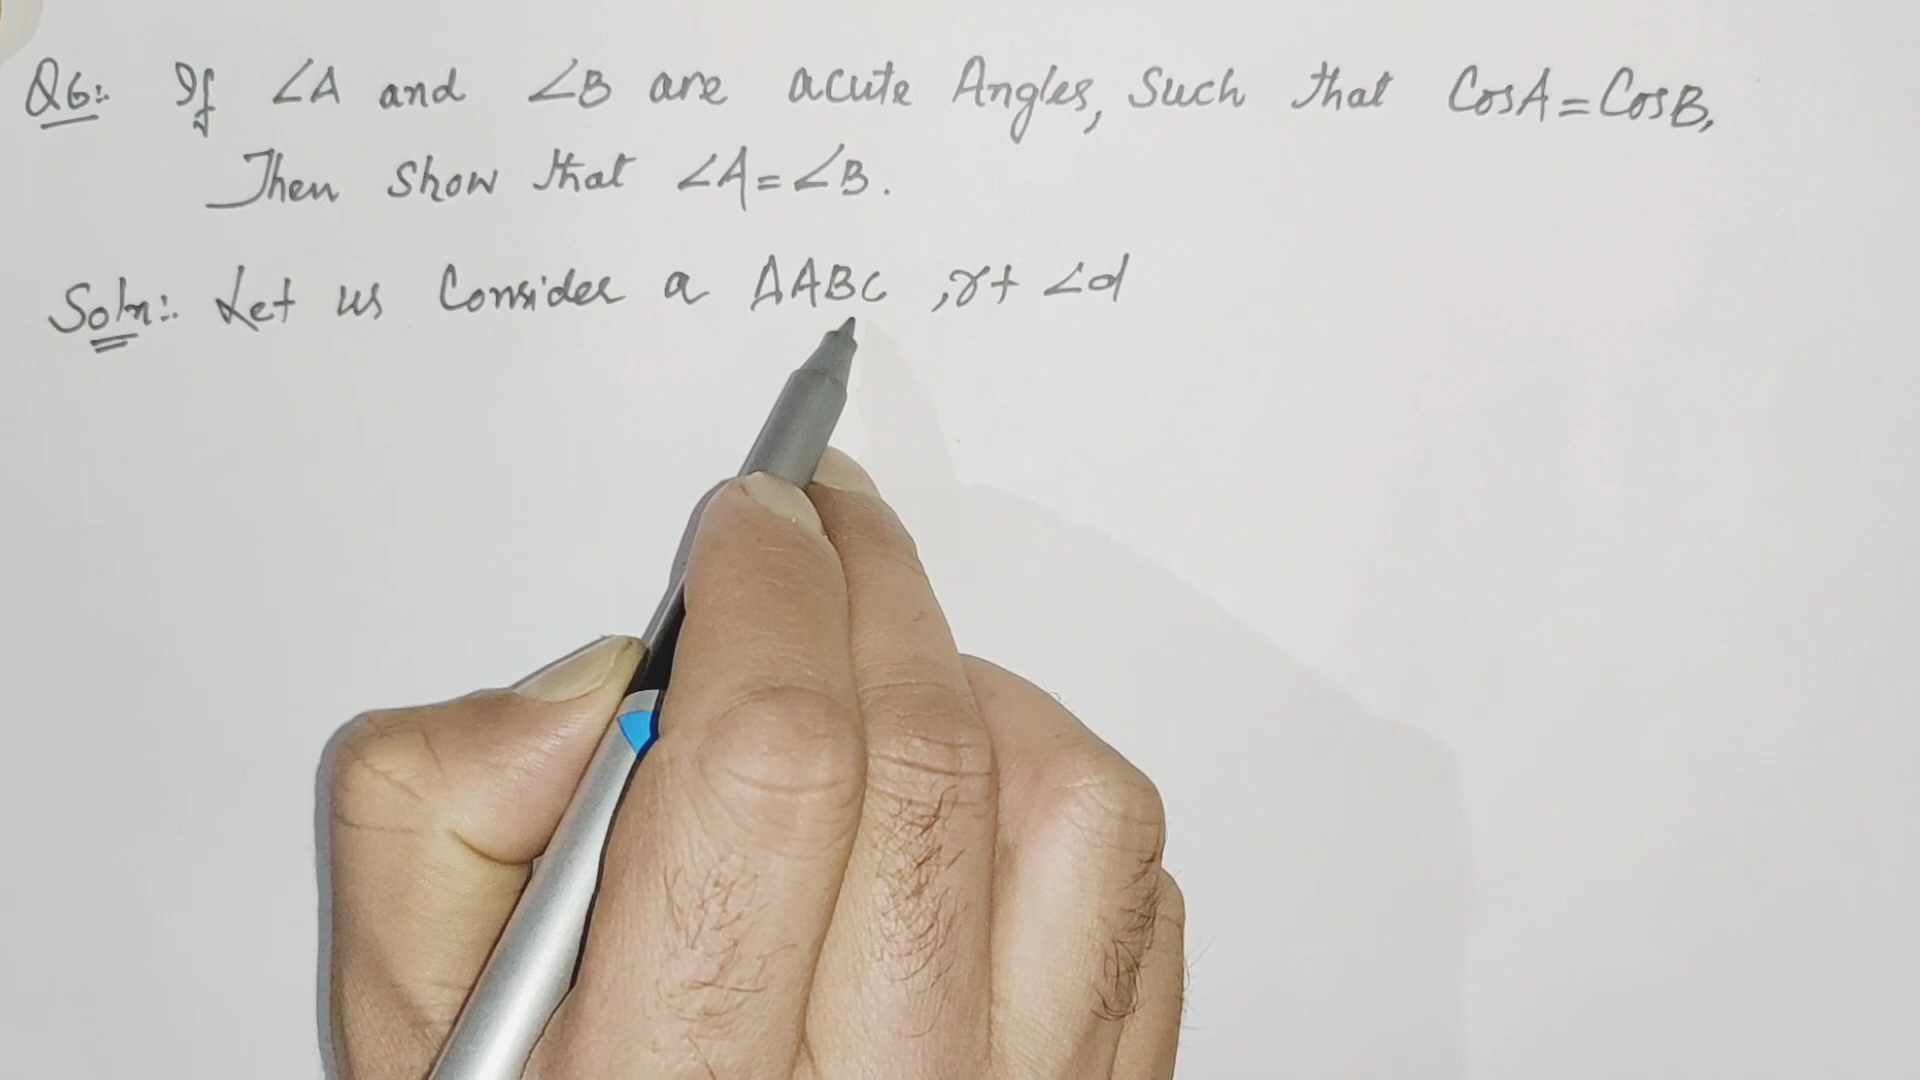 Q6:- If ∠A and ∠B are acute Angles, Such that CosA = CosB,
Then Show that ∠A = ∠B.
Soln:- Let us Consider a ΔABC , rt ∠d